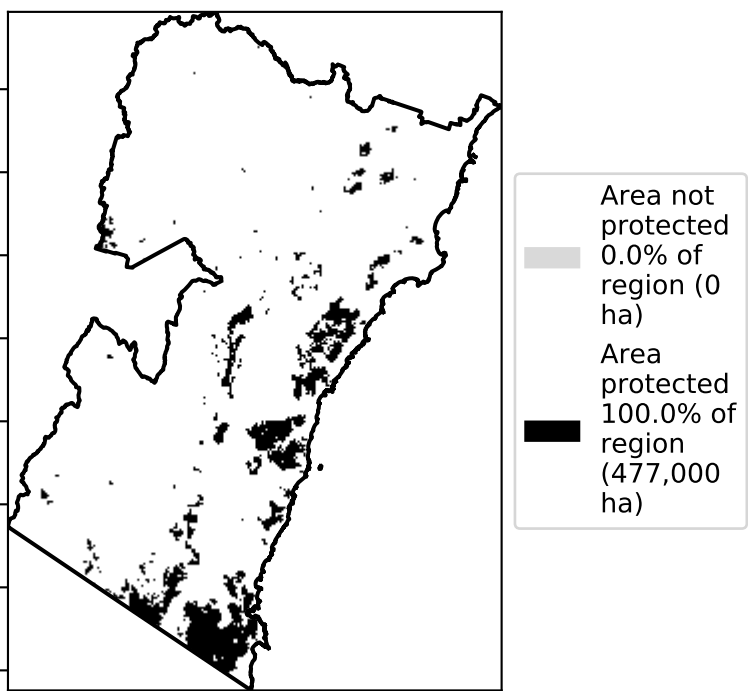 Area not
protected
0.0% of
region (0
ha)
Area
protected
100.0% of
region
(477,000
ha)